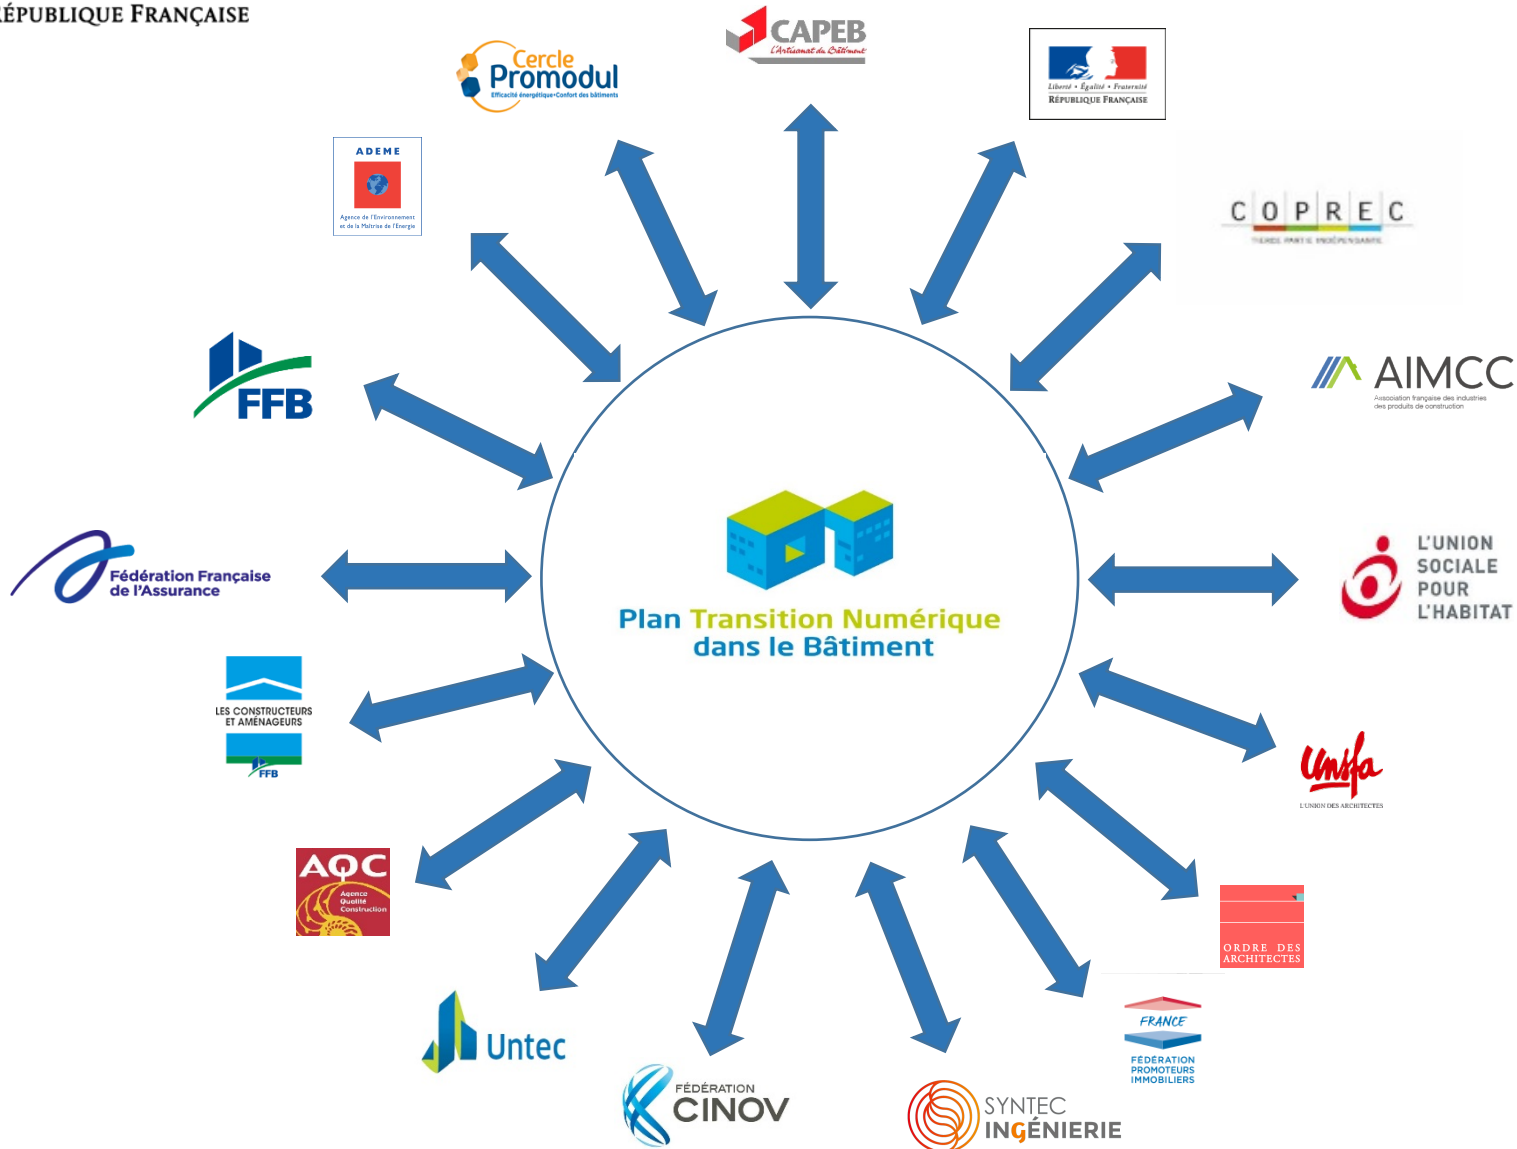 RÉPUBLIQUE FRANÇAISE
CAPEB
L'Artisanat du Bâtiment
Cercle
Promodul
Efficacité énergétique•Confort des bâtiments
Liberté • Égalité • Fraternité
RÉPUBLIQUE FRANÇAISE
ADEME
Agence de l'Environnement
et de la Maîtrise de l'Energie
COPREC
TIERCE PARTIE INDÉPENDANTE
FFB
AIMCC
Association française des industries
des produits de construction
Fédération Française
de l'Assurance
L'UNION
SOCIALE
POUR
L'HABITAT
Plan Transition Numérique
dans le Bâtiment
LES CONSTRUCTEURS
ET AMÉNAGEURS
FFB
Unsfa
L'UNION DES ARCHITECTES
AQC
Agence
Qualité
Construction
ORDRE DES
ARCHITECTES
Untec
FRANCE
FÉDÉRATION
PROMOTEURS
IMMOBILIERS
FÉDÉRATION
CINOV
SYNTEC
INGÉNIERIE